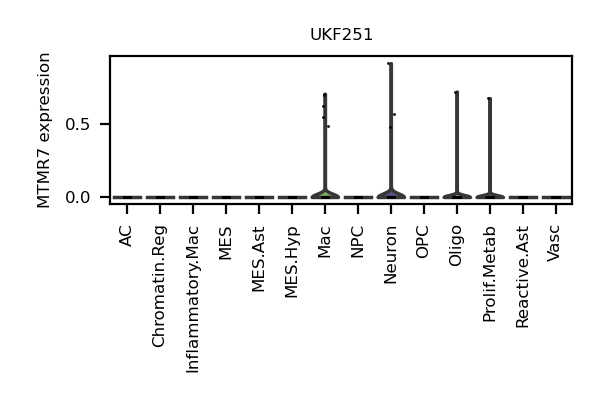 UKF251
MTMR7 expression
0.5
0.0
AC
Chromatin.Reg
Inflammatory.Mac
MES
MES.Ast
MES.Hyp
Mac
NPC
Neuron
OPC
Oligo
Prolif.Metab
Reactive.Ast
Vasc